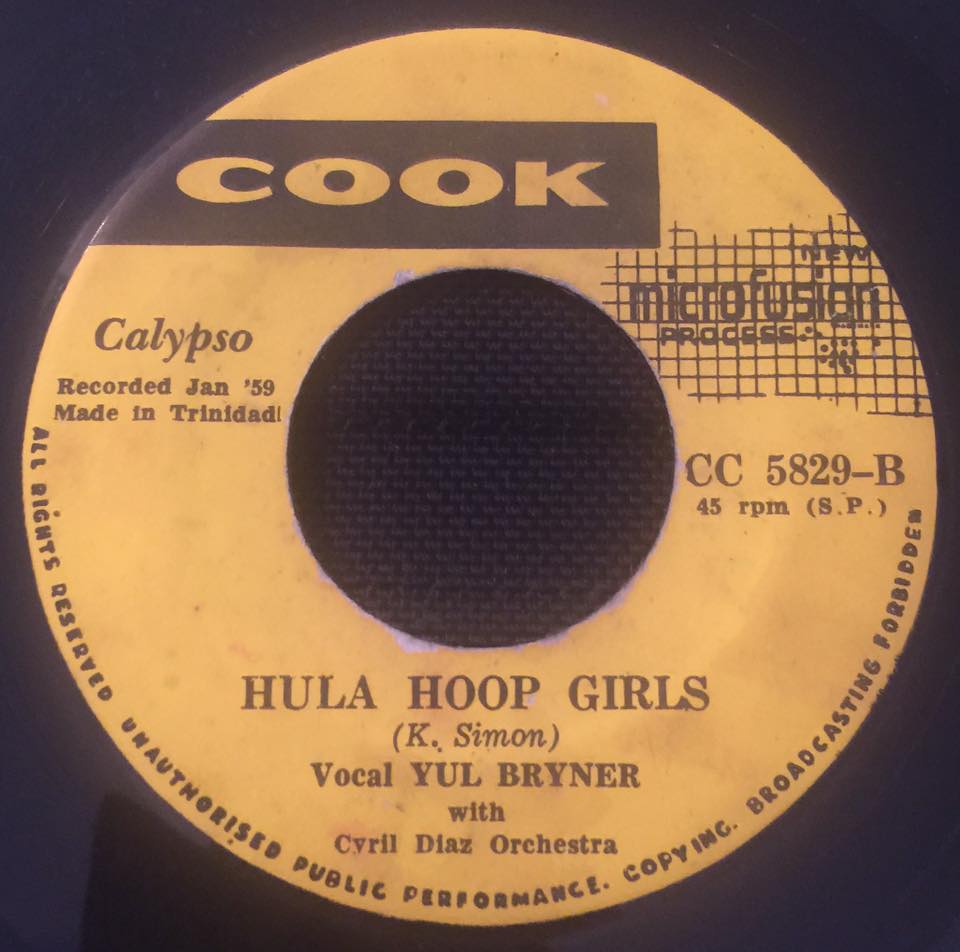 COOK
NEW
microfusion
PROCESS
Calypso
Recorded Jan '59
Made in Trinidad
CC 5829-B
45 rpm (S.P.)
HULA HOOP GIRLS
(K. Simon)
Vocal YUL BRYNER
with
Cyril Diaz Orchestra
ALL RIGHTS RESERVED UNAUTHORISED PUBLIC PERFORMANCE. COPYING. BROADCASTING FORBIDDEN